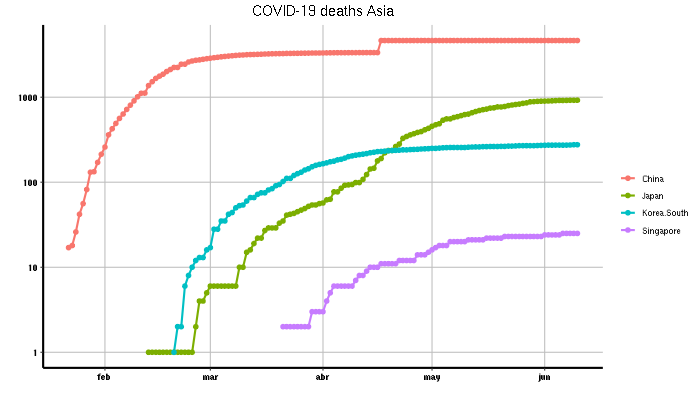 COVID-19 deaths Asia
1000
100
10
1
feb
mar
abr
may
jun
China
Japan
Korea.South
Singapore